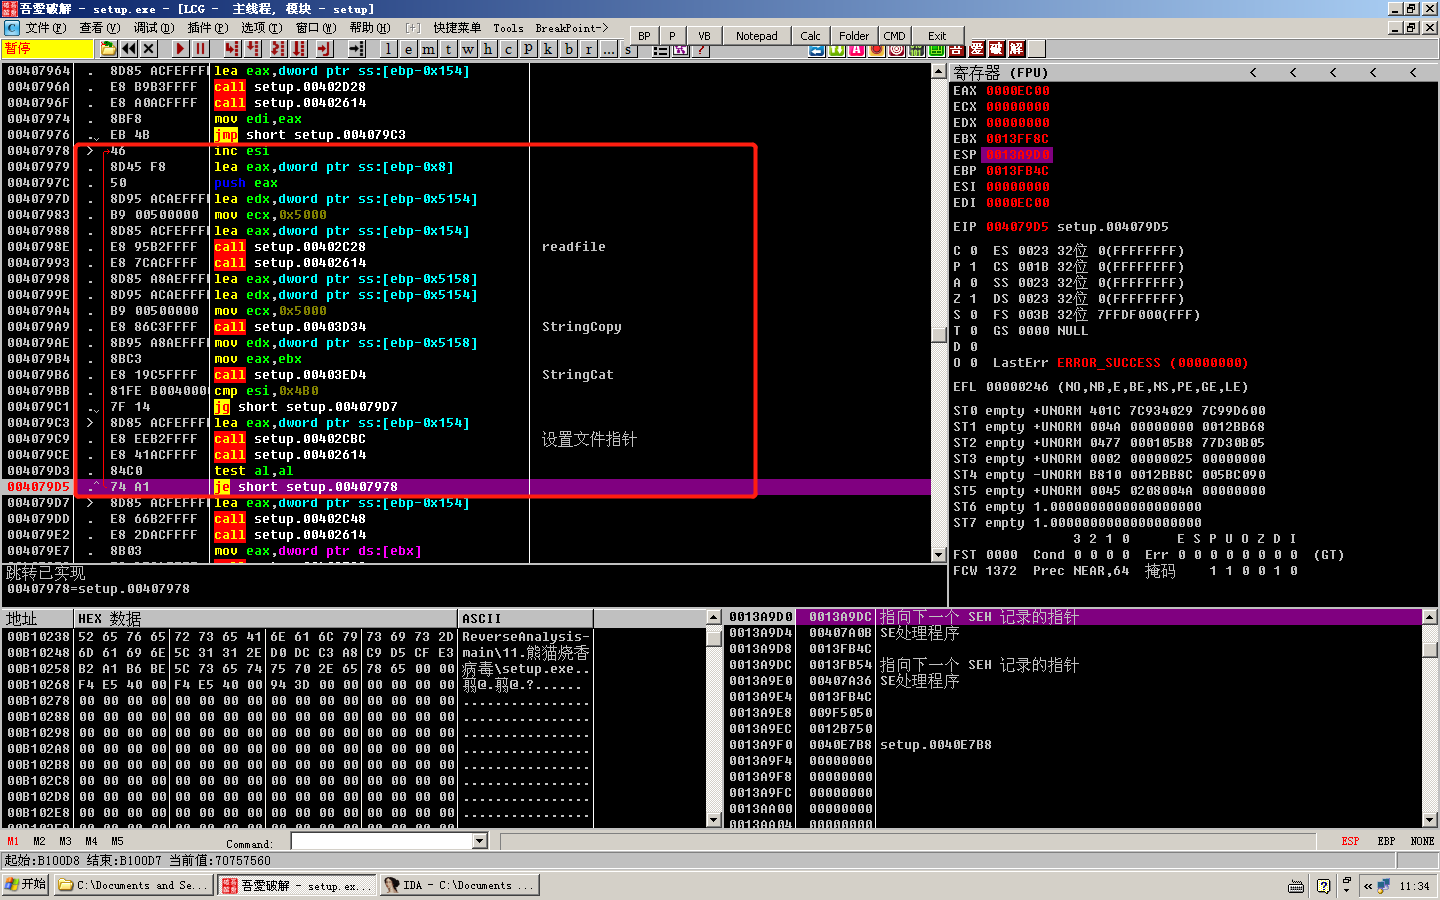 吾爱破解 - setup.exe - [LCG - 主线程, 模块 - setup]
文件(F) 查看(V) 调试(D) 插件(P) 选项(T) 窗口(W) 帮助(H) [+] 快捷菜单 Tools BreakPoint->
BP P VB Notepad Calc Folder CMD Exit
暂停 l e m t w h c p k b r ... s
00407964 . 8D85 ACFEFFFF lea eax,dword ptr ss:[ebp-0x154]
0040796A . E8 B9B3FFFF call setup.00402D28
0040796F . E8 A0ACFFFF call setup.00402614
00407974 . 8BF8 mov edi,eax
00407976 . EB 4B jmp short setup.004079C3
00407978 > 46 inc esi
00407979 . 8D45 F8 lea eax,dword ptr ss:[ebp-0x8]
0040797C . 50 push eax
0040797D . 8D95 ACAEFFFF lea edx,dword ptr ss:[ebp-0x5154]
00407983 . B9 00500000 mov ecx,0x5000
00407988 . 8D85 ACFEFFFF lea eax,dword ptr ss:[ebp-0x154]
0040798E . E8 95B2FFFF call setup.00402C28 readfile
00407993 . E8 7CACFFFF call setup.00402614
00407998 . 8D85 A8AEFFFF lea eax,dword ptr ss:[ebp-0x5158]
0040799E . 8D95 ACAEFFFF lea edx,dword ptr ss:[ebp-0x5154]
004079A4 . B9 00500000 mov ecx,0x5000
004079A9 . E8 86C3FFFF call setup.00403D34 StringCopy
004079AE . 8B95 A8AEFFFF mov edx,dword ptr ss:[ebp-0x5158]
004079B4 . 8BC3 mov eax,ebx
004079B6 . E8 19C5FFFF call setup.00403ED4 StringCat
004079BB . 81FE B0040000 cmp esi,0x4B0
004079C1 . 7F 14 jg short setup.004079D7
004079C3 > 8D85 ACFEFFFF lea eax,dword ptr ss:[ebp-0x154]
004079C9 . E8 EEB2FFFF call setup.00402CBC 设置文件指针
004079CE . E8 41ACFFFF call setup.00402614
004079D3 . 84C0 test al,al
004079D5 .^ 74 A1 je short setup.00407978
004079D7 > 8D85 ACFEFFFF lea eax,dword ptr ss:[ebp-0x154]
004079DD . E8 66B2FFFF call setup.00402C48
004079E2 . E8 2DACFFFF call setup.00402614
004079E7 . 8B03 mov eax,dword ptr ds:[ebx]
跳转已实现
00407978=setup.00407978
寄存器 (FPU) < < < < <
EAX 0000EC00
ECX 00000000
EDX 00000000
EBX 0013FF8C
ESP 0013A9D0
EBP 0013FB4C
ESI 00000000
EDI 0000EC00
EIP 004079D5 setup.004079D5
C 0 ES 0023 32位 0(FFFFFFFF)
P 1 CS 001B 32位 0(FFFFFFFF)
A 0 SS 0023 32位 0(FFFFFFFF)
Z 1 DS 0023 32位 0(FFFFFFFF)
S 0 FS 003B 32位 7FFDF000(FFF)
T 0 GS 0000 NULL
D 0
O 0 LastErr ERROR_SUCCESS (00000000)
EFL 00000246 (NO,NB,E,BE,NS,PE,GE,LE)
ST0 empty +UNORM 401C 7C934029 7C99D600
ST1 empty +UNORM 004A 00000000 0012BB68
ST2 empty +UNORM 0477 000105B8 77D30B05
ST3 empty +UNORM 0002 00000025 00000000
ST4 empty -UNORM B810 0012BB8C 005BC090
ST5 empty +UNORM 0045 0208004A 00000000
ST6 empty 1.0000000000000000000
ST7 empty 1.0000000000000000000
3 2 1 0 E S P U O Z D I
FST 0000 Cond 0 0 0 0 Err 0 0 0 0 0 0 0 0 (GT)
FCW 1372 Prec NEAR,64 掩码 1 1 0 0 1 0
地址 HEX 数据 ASCII
00B10238 52 65 76 65 72 73 65 41 6E 61 6C 79 73 69 73 2D ReverseAnalysis-
00B10248 6D 61 69 6E 5C 31 31 2E D0 DC C3 A8 C9 D5 CF E3 main\11.熊猫烧香
00B10258 B2 A1 B6 BE 5C 73 65 74 75 70 2E 65 78 65 00 00 病毒\setup.exe..
00B10268 F4 E5 40 00 F4 E5 40 00 94 3D 00 00 00 00 00 00 翦@.翦@.?......
00B10278 00 00 00 00 00 00 00 00 00 00 00 00 00 00 00 00 ................
00B10288 00 00 00 00 00 00 00 00 00 00 00 00 00 00 00 00 ................
00B10298 00 00 00 00 00 00 00 00 00 00 00 00 00 00 00 00 ................
00B102A8 00 00 00 00 00 00 00 00 00 00 00 00 00 00 00 00 ................
00B102B8 00 00 00 00 00 00 00 00 00 00 00 00 00 00 00 00 ................
00B102C8 00 00 00 00 00 00 00 00 00 00 00 00 00 00 00 00 ................
00B102D8 00 00 00 00 00 00 00 00 00 00 00 00 00 00 00 00 ................
00B102E8 00 00 00 00 00 00 00 00 00 00 00 00 00 00 00 00 ................
0013A9D0 0013A9DC 指向下一个 SEH 记录的指针
0013A9D4 00407A0B SE处理程序
0013A9D8 0013FB4C
0013A9DC 0013FB54 指向下一个 SEH 记录的指针
0013A9E0 00407A36 SE处理程序
0013A9E4 0013FB4C
0013A9E8 009F5050
0013A9EC 0012B750
0013A9F0 0040E7B8 setup.0040E7B8
0013A9F4 00000000
0013A9F8 00000000
0013A9FC 00000000
0013AA00 00000000
0013AA04 00000000
M1 M2 M3 M4 M5 Command: ESP EBP NONE
起始:B100D8 结束:B100D7 当前值:70757560
开始 C:\Documents and Se... 吾愛破解 - setup.ex... IDA - C:\Documents ... 11:34